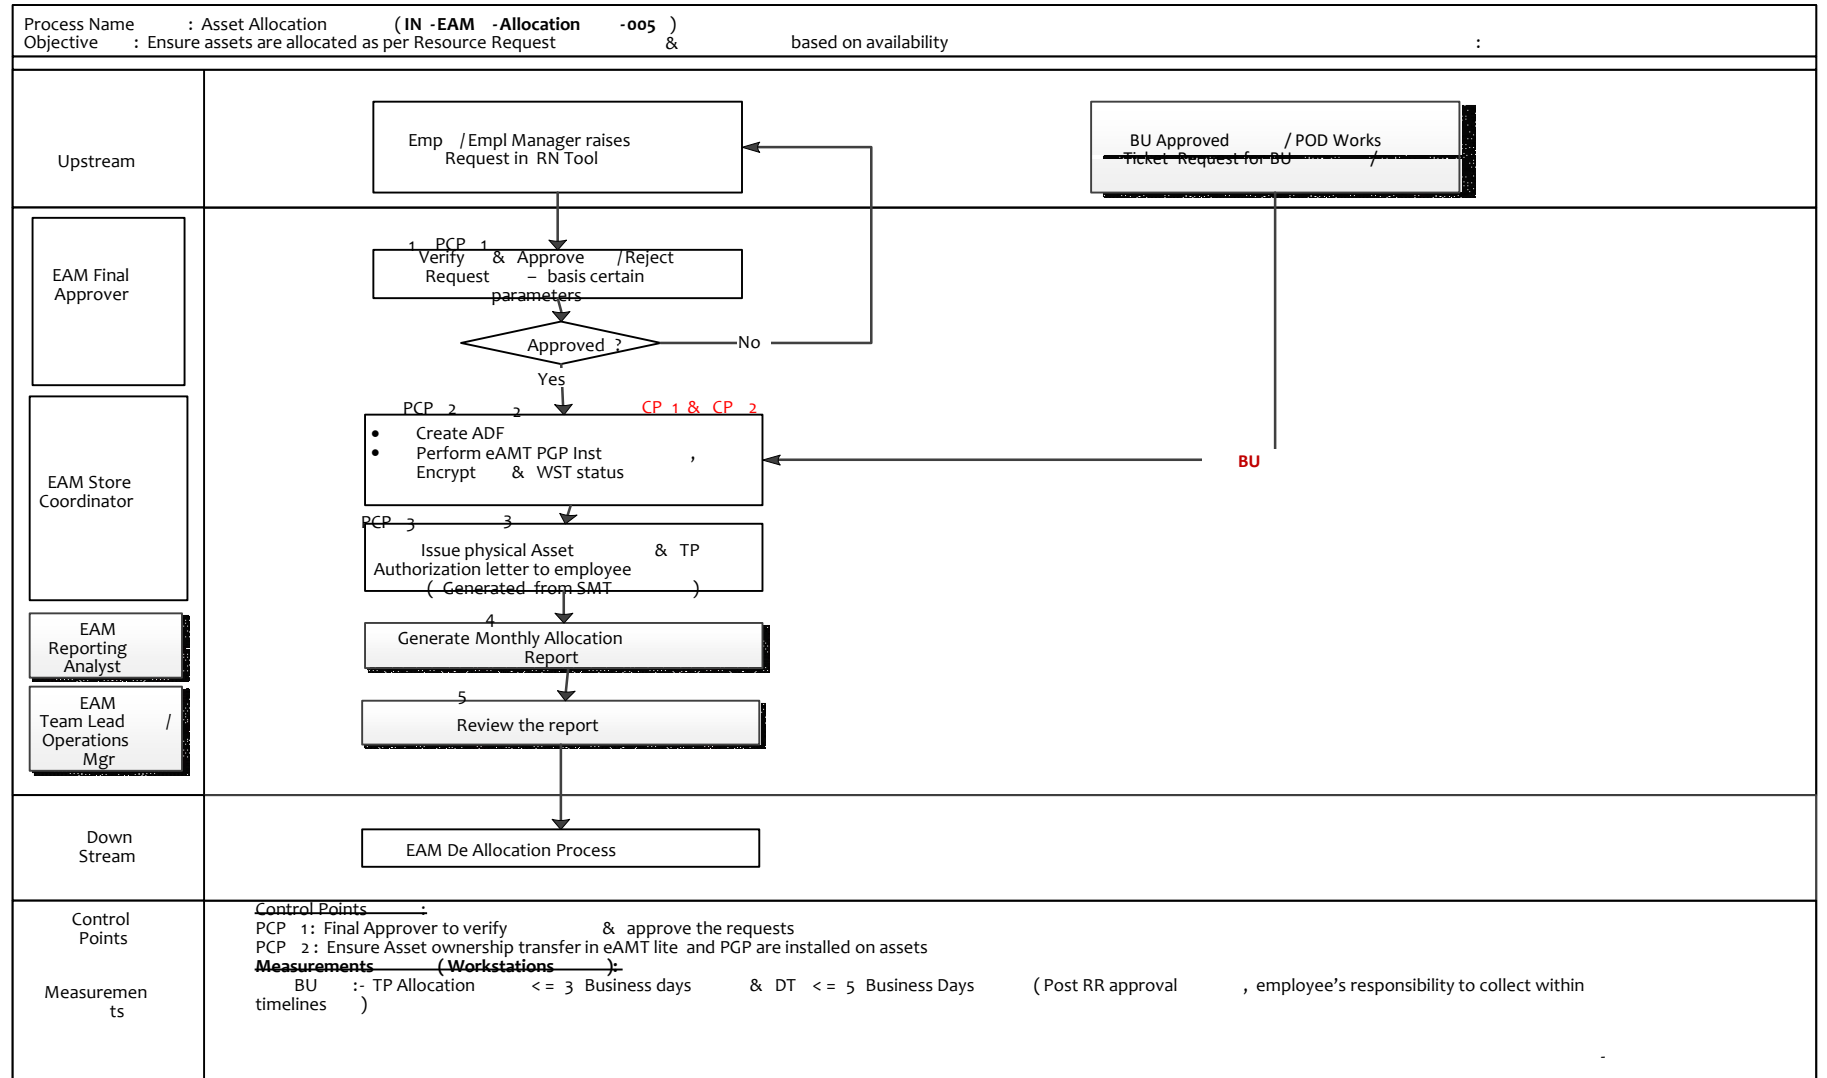 Process Name : Asset Allocation (IN -EAM -Allocation -005 )
Objective : Ensure assets are allocated as per Resource Request & based on availability :
Upstream
Emp /Empl Manager raises
Request in RN Tool
BU Approved / POD Works
Ticket Request for BU /
EAM Final
Approver
1 PCP 1
Verify & Approve /Reject
Request – basis certain
parameters
Approved ?
No
Yes
EAM Store
Coordinator
PCP 2 2 CP 1 & CP 2
• Create ADF
• Perform eAMT PGP Inst ,
Encrypt & WST status
BU
PCP 3 3
Issue physical Asset & TP
Authorization letter to employee
( Generated from SMT )
EAM
Reporting
Analyst
4
Generate Monthly Allocation
Report
EAM
Team Lead /
Operations
Mgr
5
Review the report
Down
Stream
EAM De Allocation Process
Control
Points
Control Points :
PCP 1 : Final Approver to verify & approve the requests
PCP 2 : Ensure Asset ownership transfer in eAMT lite and PGP are installed on assets
Measurements ( Workstations ):
Measuremen
ts
BU :- TP Allocation < = 3 Business days & DT < = 5 Business Days ( Post RR approval , employee’s responsibility to collect within
timelines )
-